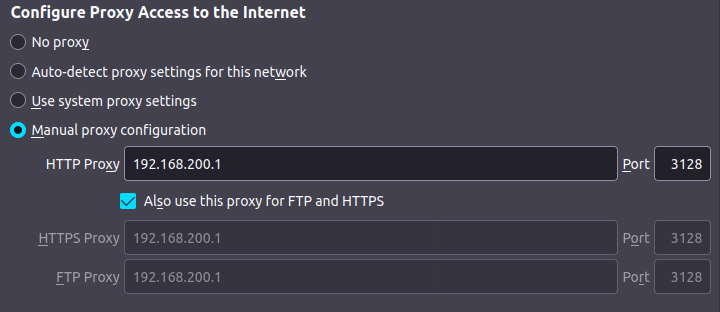 Configure Proxy Access to the Internet
No proxy
Auto-detect proxy settings for this network
Use system proxy settings
Manual proxy configuration
HTTP Proxy 192.168.200.1 Port 3128
Also use this proxy for FTP and HTTPS
HTTPS Proxy 192.168.200.1 Port 3128
FTP Proxy 192.168.200.1 Port 3128